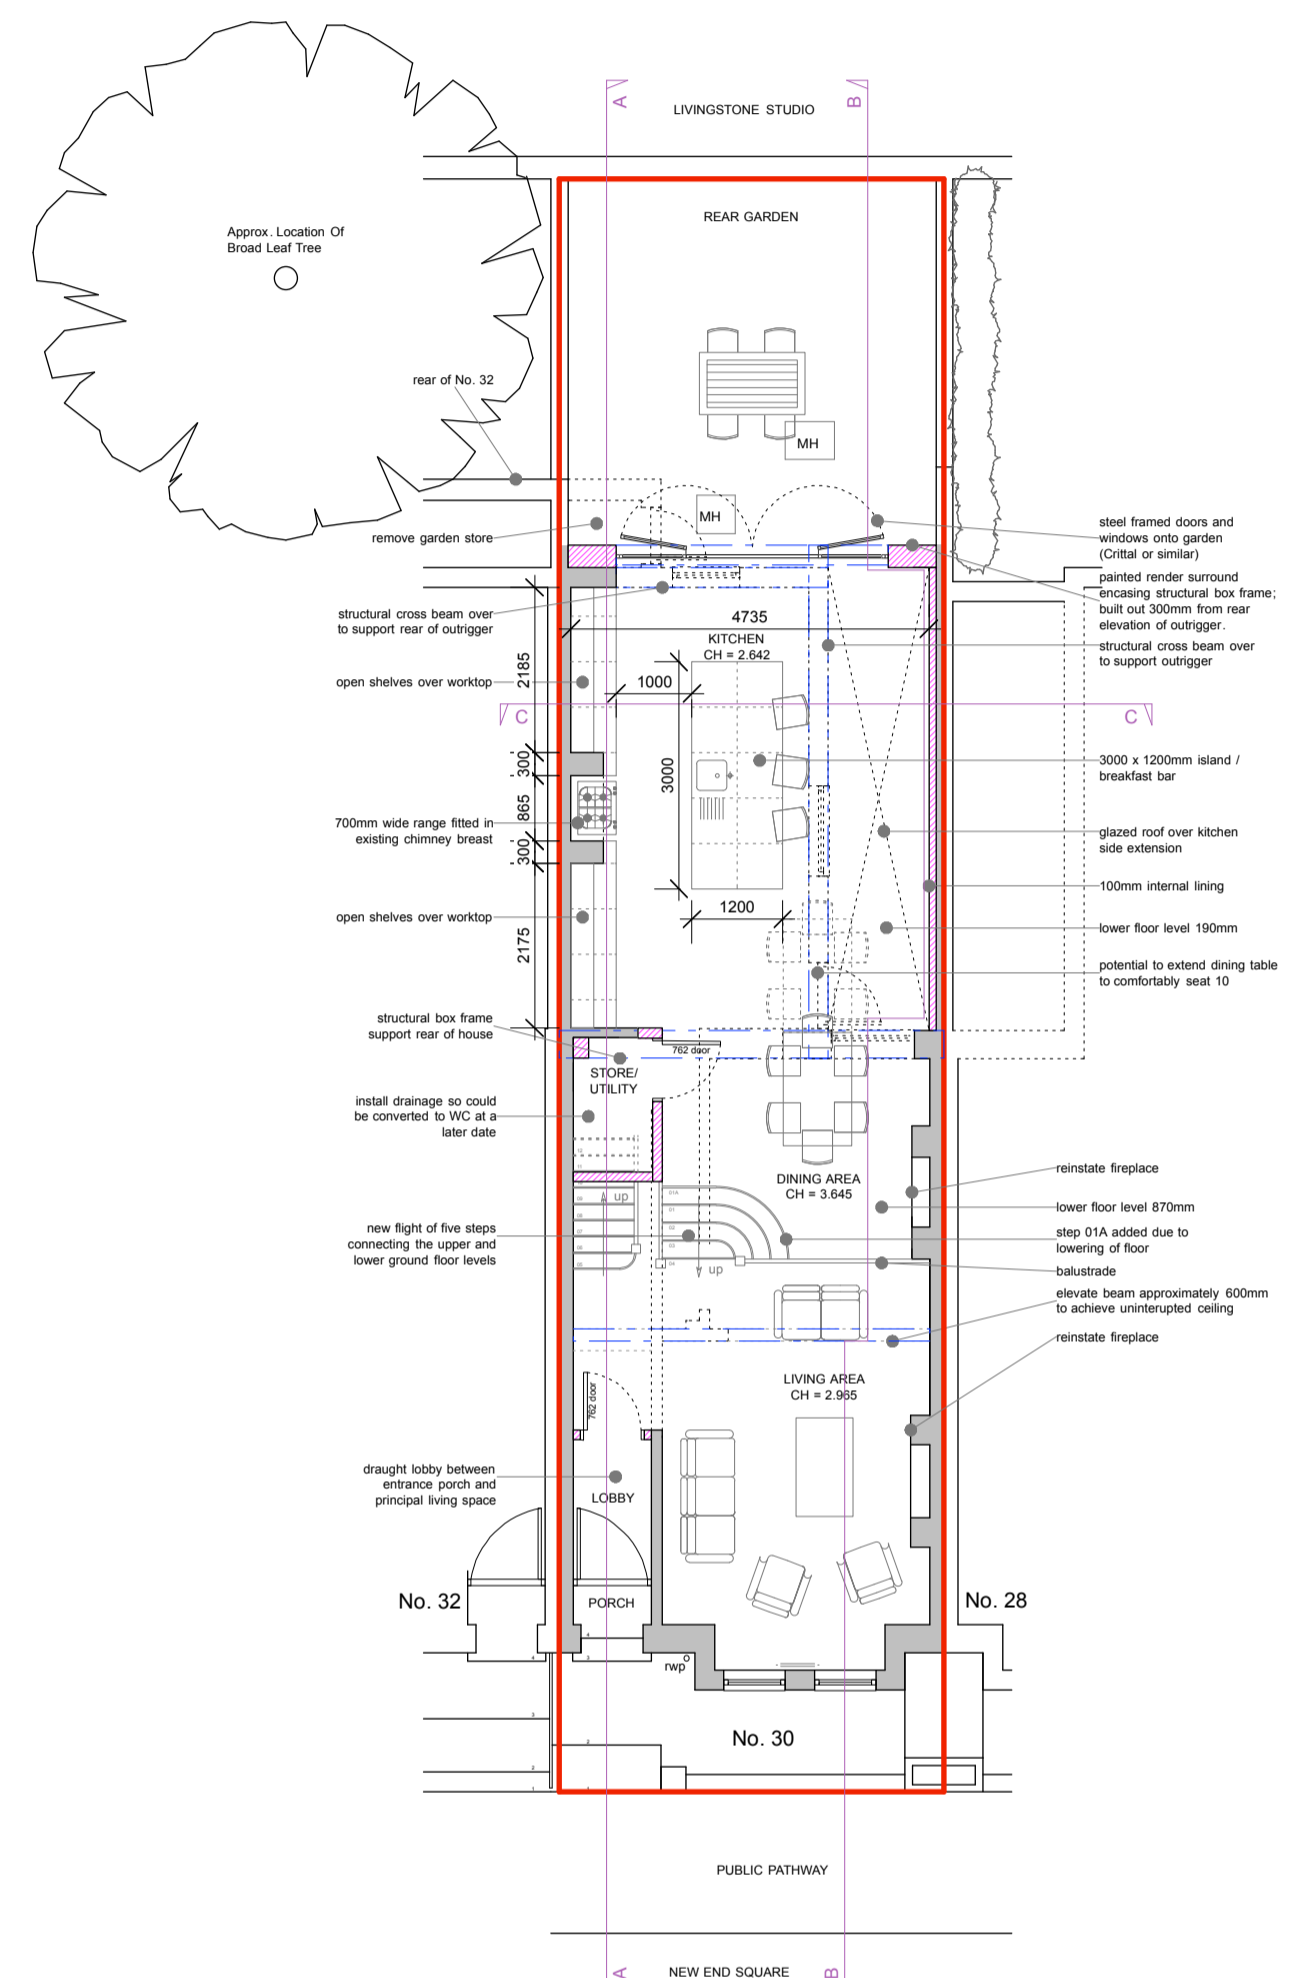 A
B
LIVINGSTONE STUDIO
REAR GARDEN
Approx. Location Of
Broad Leaf Tree
rear of No. 32
MH
MH
remove garden store
steel framed doors and
windows onto garden
(Crittal or similar)
painted render surround
encasing structural box frame;
built out 300mm from rear
elevation of outrigger.
structural cross beam over
to support rear of outrigger
4735
KITCHEN
CH = 2.642
structural cross beam over
to support outrigger
2185
open shelves over worktop
1000
C
C
300
3000
3000 x 1200mm island /
breakfast bar
865
700mm wide range fitted in
existing chimney breast
glazed roof over kitchen
side extension
300
100mm internal lining
open shelves over worktop
1200
2175
lower floor level 190mm
potential to extend dining table
to comfortably seat 10
structural box frame
support rear of house
762 door
STORE/
UTILITY
install drainage so could
be converted to WC at a
later date
DINING AREA
CH = 3.645
reinstate fireplace
up
01A
lower floor level 870mm
new flight of five steps
connecting the upper and
lower ground floor levels
step 01A added due to
lowering of floor
up
balustrade
elevate beam approximately 600mm
to achieve uninterupted ceiling
reinstate fireplace
LIVING AREA
CH = 2.965
762 door
draught lobby between
entrance porch and
principal living space
LOBBY
No. 32
PORCH
No. 28
rwp
No. 30
PUBLIC PATHWAY
A
NEW END SQUARE
B